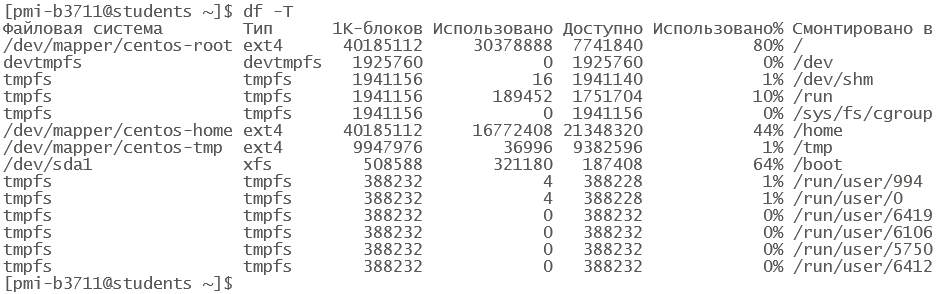 [pmi-b3711@students ~]$ df -T
Файловая система Тип 1K-блоков Использовано Доступно Использовано% Cмонтировано в
/dev/mapper/centos-root ext4 40185112 30378888 7741840 80% /
devtmpfs devtmpfs 1925760 0 1925760 0% /dev
tmpfs tmpfs 1941156 16 1941140 1% /dev/shm
tmpfs tmpfs 1941156 189452 1751704 10% /run
tmpfs tmpfs 1941156 0 1941156 0% /sys/fs/cgroup
/dev/mapper/centos-home ext4 40185112 16772408 21348320 44% /home
/dev/mapper/centos-tmp ext4 9947976 36996 9382596 1% /tmp
/dev/sda1 xfs 508588 321180 187408 64% /boot
tmpfs tmpfs 388232 4 388228 1% /run/user/994
tmpfs tmpfs 388232 4 388228 1% /run/user/0
tmpfs tmpfs 388232 0 388232 0% /run/user/6419
tmpfs tmpfs 388232 0 388232 0% /run/user/6106
tmpfs tmpfs 388232 0 388232 0% /run/user/5750
tmpfs tmpfs 388232 0 388232 0% /run/user/6412
[pmi-b3711@students ~]$